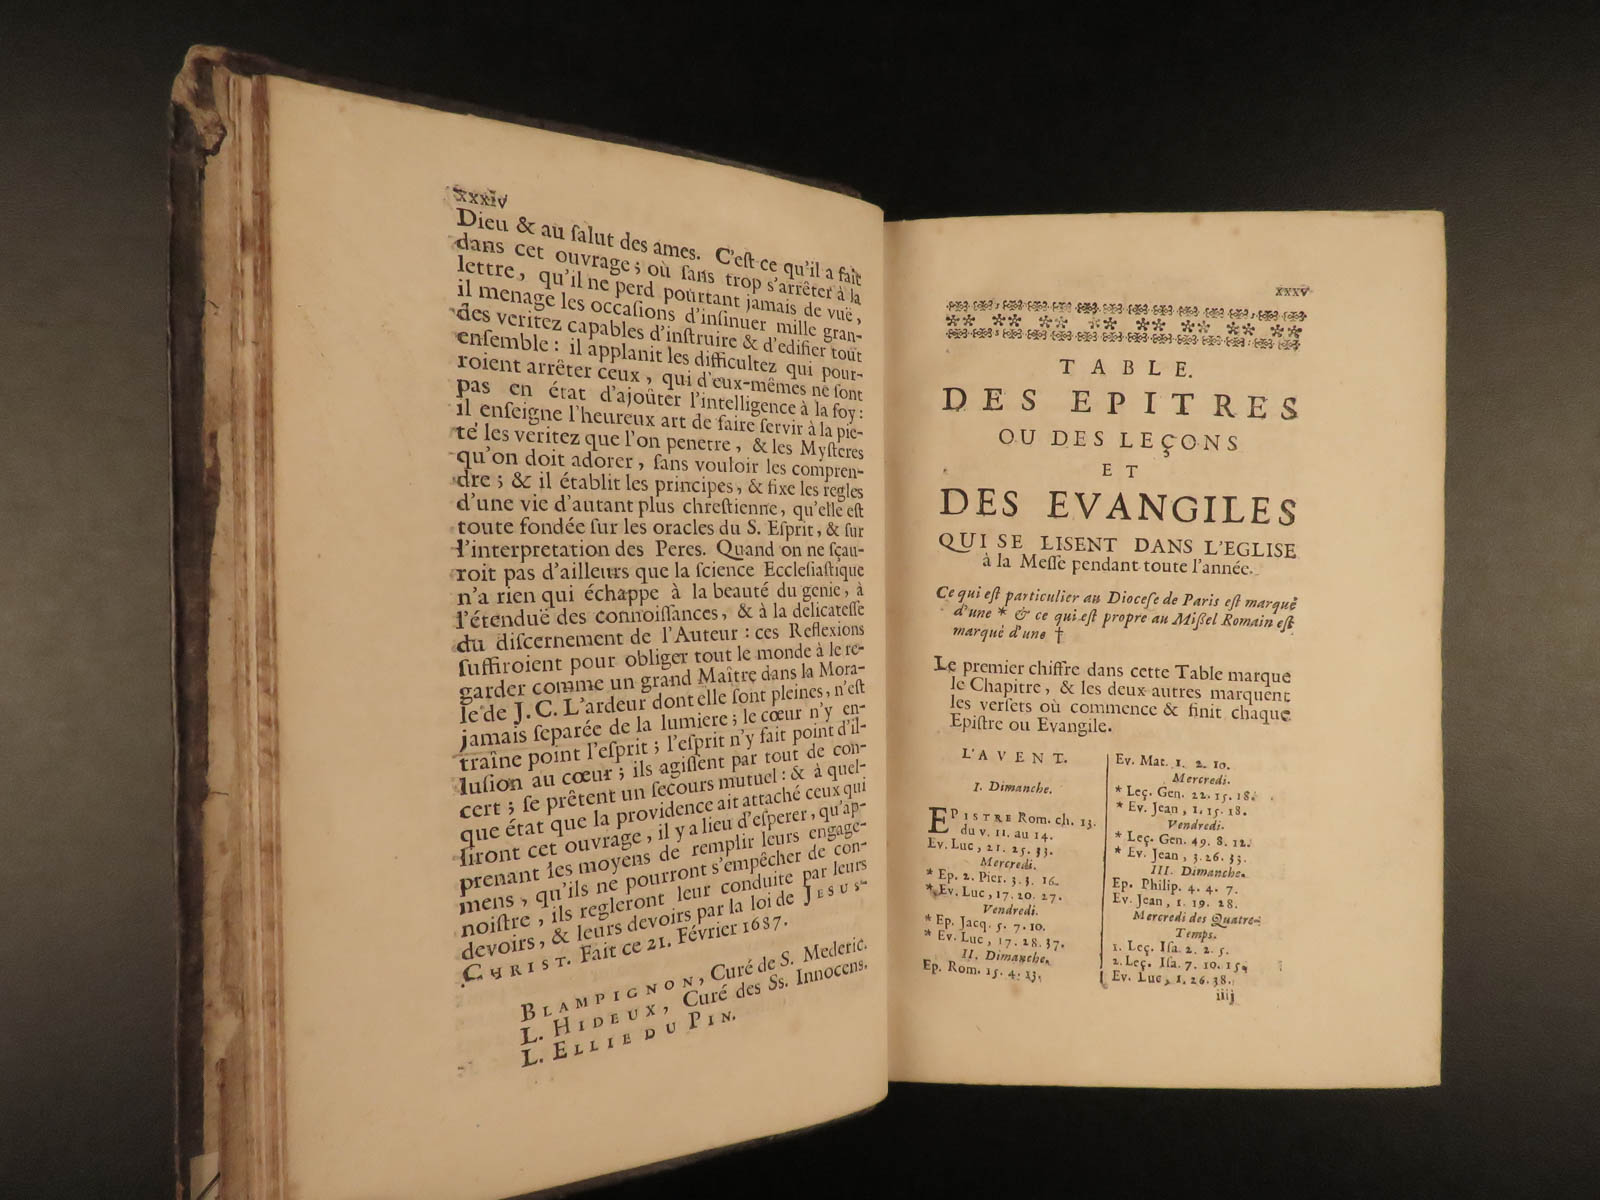 xxxiv
Dieu & au ſalut des ames. C'eſt ce qu'il a fait
dans cet ouvrage; où ſans trop s'arrêter à la
lettre, qu'il ne perd pourtant jamais de vuë,
il menage les occaſions d'inſinuer mille gran-
des veritez capables d'inſtruire & d'edifier tout
enſemble: il applanit les difficultez qui pour-
roient arrêter ceux, qui d'eux-mêmes ne ſont
pas en état d'ajoûter l'intelligence à la foy:
il enſeigne l'heureux art de faire ſervir à la pie-
té les veritez que l'on penetre, & les Myſteres
qu'on doit adorer, ſans vouloir les compren-
dre; & il établit les principes, & fixe les regles
d'une vie d'autant plus chreſtienne, qu'elle eſt
toute fondée ſur les oracles du S. Eſprit, & ſur
l'interpretation des Peres. Quand on ne ſçau-
roit pas d'ailleurs que la ſcience Eccleſiaſtique
n'a rien qui échappe à la beauté du genie, à
l'étenduë des connoiſſances, & à la délicateſſe
du diſcernement de l'Auteur: ces Reflexions
ſuffiroient pour obliger tout le monde à le re-
garder comme un grand Maître dans la Mora-
le de J. C. L'ardeur dont elle ſont pleines, n'eſt
jamais ſeparée de la lumiere; le cœur n'y en-
traîne point l'eſprit; l'eſprit n'y fait point d'il-
luſion au cœur; ils agiſſent par tout de con-
cert; ſe prêtent un ſecours mutuel: & à quel-
que état que la providence ait attaché ceux qui
liront cet ouvrage, il y a lieu d'eſperer, qu'ap-
prenant les moyens de remplir leurs engage-
mens, qu'ils ne pourront s'empêcher de con-
noiſtre, ils regleront leur conduite par leurs
devoirs, & leurs devoirs par la loi de JESUS-
CHRIST. Fait ce 21. Février 1687.
BLAMPIGNON, Curé de S. Mederic.
L. HIDEUX, Curé des Ss. Innocens.
L. ELLIE DU PIN.
xxxv
TABLE.
DES EPITRES
OU DES LEÇONS
ET
DES EVANGILES
QUI SE LISENT DANS L'EGLISE
à la Meſſe pendant toute l'année.
Ce qui eſt particulier au Dioceſe de Paris eſt marqué
d'une * & ce qui eſt propre au Miſſel Romain eſt
marqué d'une †
Le premier chiffre dans cette Table marque
le Chapitre, & les deux autres marquent
les verſets où commence & finit chaque
Epiſtre ou Evangile.
L'AVENT.
I. Dimanche.
EPISTRE Rom. ch. 13.
du v. 11. au 14.
Ev. Luc, 21. 25. 33.
Mercredi.
* Ep. 2. Pier. 3. 3. 16.
* Ev. Luc, 17. 20. 27.
Vendredi.
* Ep. Jacq. 5. 7. 10.
* Ev. Luc, 17. 28. 37.
II. Dimanche.
Ep. Rom. 15. 4. 13.
Ev. Mat. 1. 2. 10.
Mercredi.
* Leç. Gen. 22. 15. 18.
* Ev. Jean, 1. 15. 18.
Vendredi.
* Leç. Gen. 49. 8. 12.
* Ev. Jean, 3. 26. 33.
III. Dimanche.
Ep. Philip. 4. 4. 7.
Ev. Jean, 1. 19. 28.
Mercredi des Quatre-
Temps.
1. Leç. Iſa. 2. 2. 5.
2. Leç. Iſa. 7. 10. 15.
Ev. Luc, 1. 26. 38.
iiij